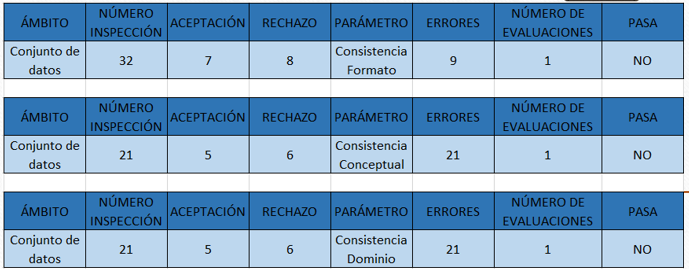 ÁMBITO NÚMERO INSPECCIÓN ACEPTACIÓN RECHAZO PARÁMETRO ERRORES NÚMERO DE EVALUACIONES PASA
Conjunto de datos 32 7 8 Consistencia Formato 9 1 NO
ÁMBITO NÚMERO INSPECCIÓN ACEPTACIÓN RECHAZO PARÁMETRO ERRORES NÚMERO DE EVALUACIONES PASA
Conjunto de datos 21 5 6 Consistencia Conceptual 21 1 NO
ÁMBITO NÚMERO INSPECCIÓN ACEPTACIÓN RECHAZO PARÁMETRO ERRORES NÚMERO DE EVALUACIONES PASA
Conjunto de datos 21 5 6 Consistencia Dominio 21 1 NO